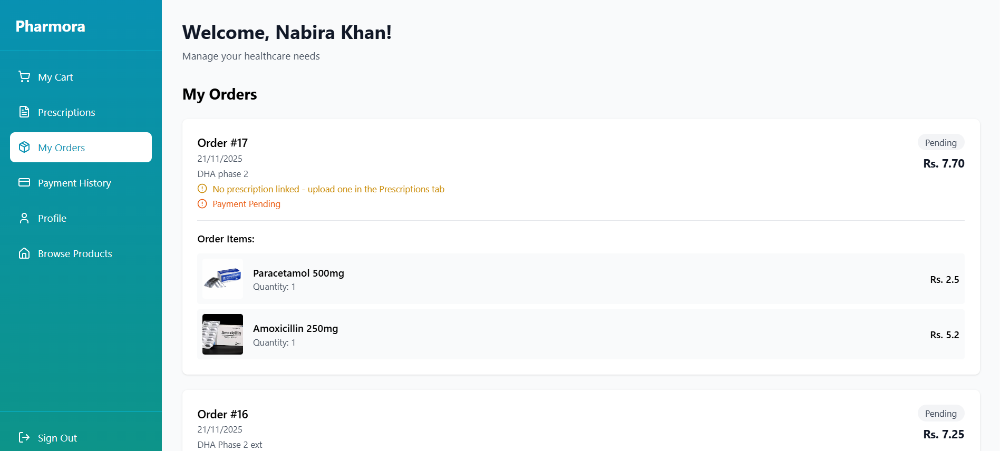 Pharmora
My Cart
Prescriptions
My Orders
Payment History
Profile
Browse Products
Sign Out
Welcome, Nabira Khan!
Manage your healthcare needs
My Orders
Order #17
Pending
21/11/2025
Rs. 7.70
DHA phase 2
No prescription linked - upload one in the Prescriptions tab
Payment Pending
Order Items:
Paracetamol 500mg
Quantity: 1
Rs. 2.5
Amoxicillin
Amoxicillin 250mg
Quantity: 1
Rs. 5.2
Order #16
Pending
21/11/2025
Rs. 7.25
DHA Phase 2 ext